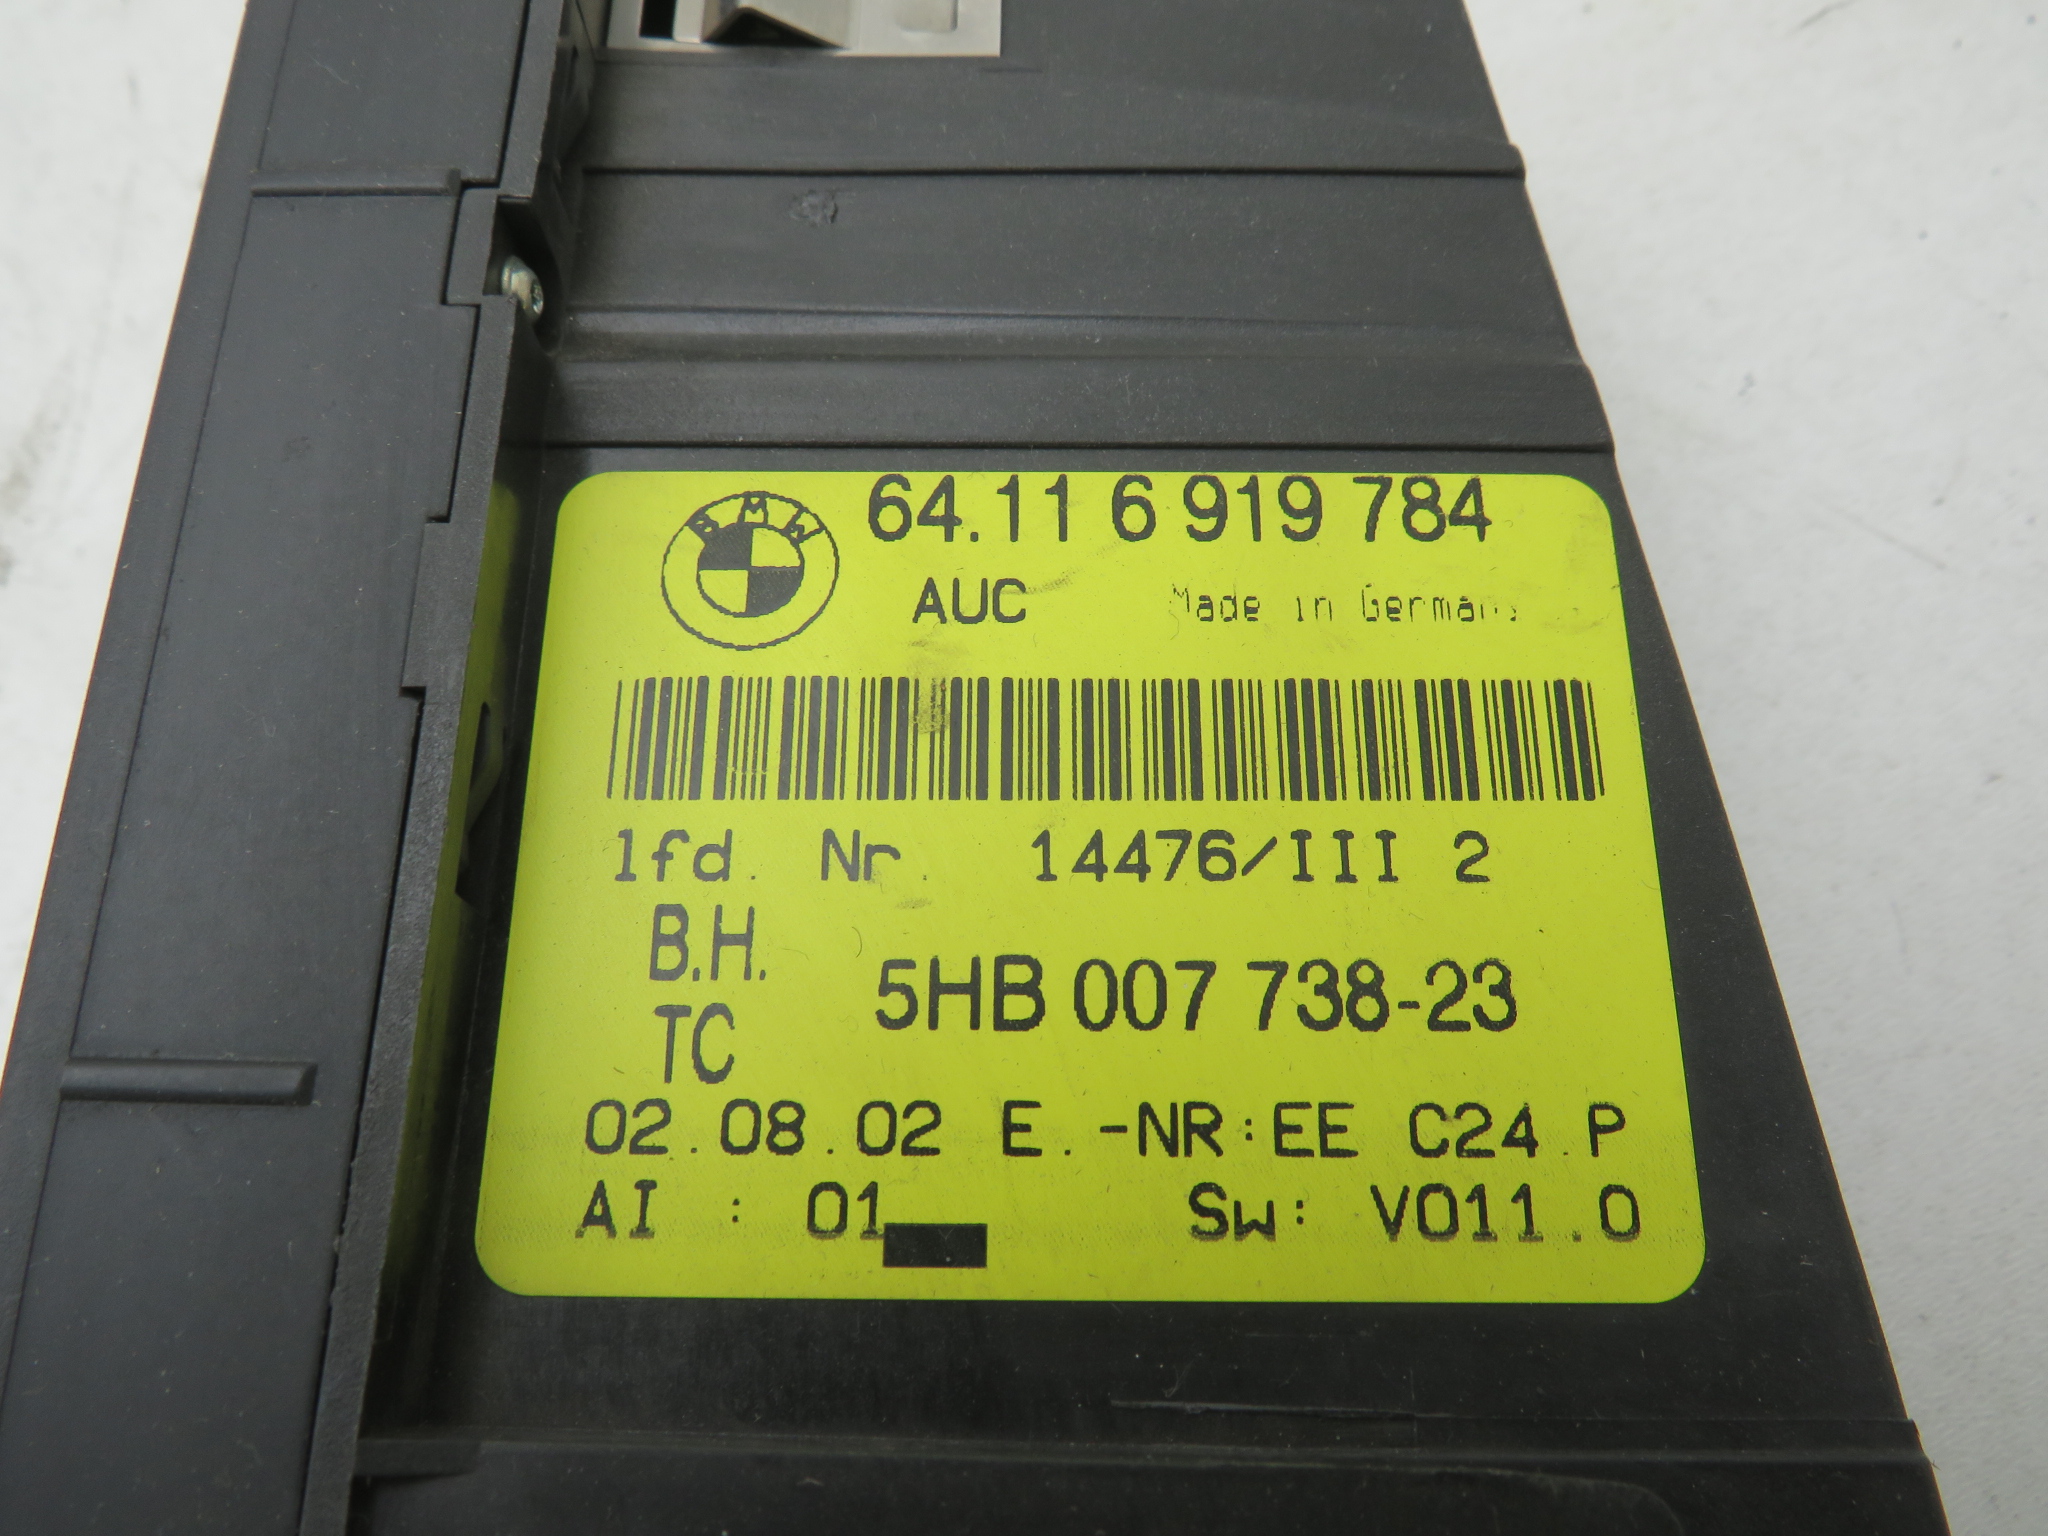 BMW
64.11 6 919 784
AUC Made in Germany
lfd. Nr. 14476/III 2
B.H.
TC
5HB 007 738-23
02.08.02 E.-NR:EE C24.P
AI : 01
Sw: V011.0